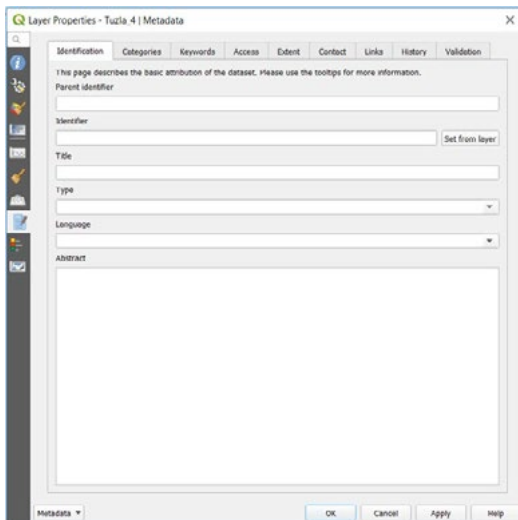 Layer Properties - Tuzla_4 | Metadata
Identification Categories Keywords Access Extent Contact Links History Validation
This page describes the basic attribution of the dataset. Please use the tooltips for more information.
Parent identifier
Identifier
Set from layer
Title
Type
Language
Abstract
Metadata OK Cancel Apply Help